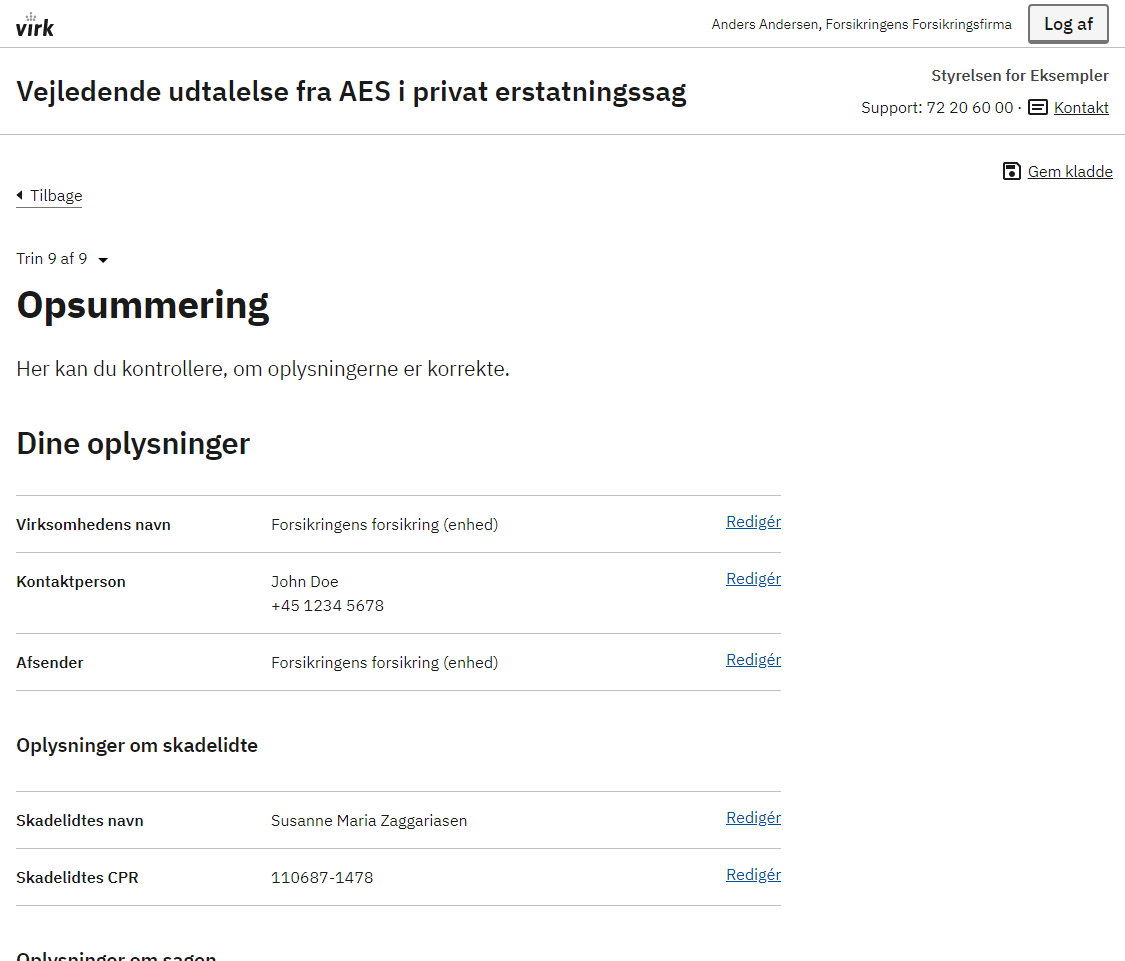 virk
Anders Andersen, Forsikringens Forsikringsfirma
Log af
Vejledende udtalelse fra AES i privat erstatningssag
Styrelsen for Eksempler
Support: 72 20 60 00 · Kontakt
Gem kladde
Tilbage
Trin 9 af 9
Opsummering
Her kan du kontrollere, om oplysningerne er korrekte.
Dine oplysninger
Virksomhedens navn Forsikringens forsikring (enhed) Redigér
Kontaktperson John Doe Redigér
+45 1234 5678
Afsender Forsikringens forsikring (enhed) Redigér
Oplysninger om skadelidte
Skadelidtes navn Susanne Maria Zaggariasen Redigér
Skadelidtes CPR 110687-1478 Redigér
Oplysninger om sagen